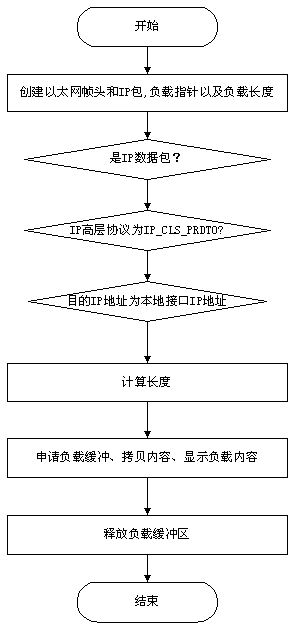 开始
创建以太网帧头和IP包,负载指针以及负载长度
是IP数据包？
IP高层协议为IP_CLS_PRDTO?
目的IP地址为本地接口IP地址
计算长度
申请负载缓冲、拷贝内容、显示负载内容
释放负载缓冲区
结束